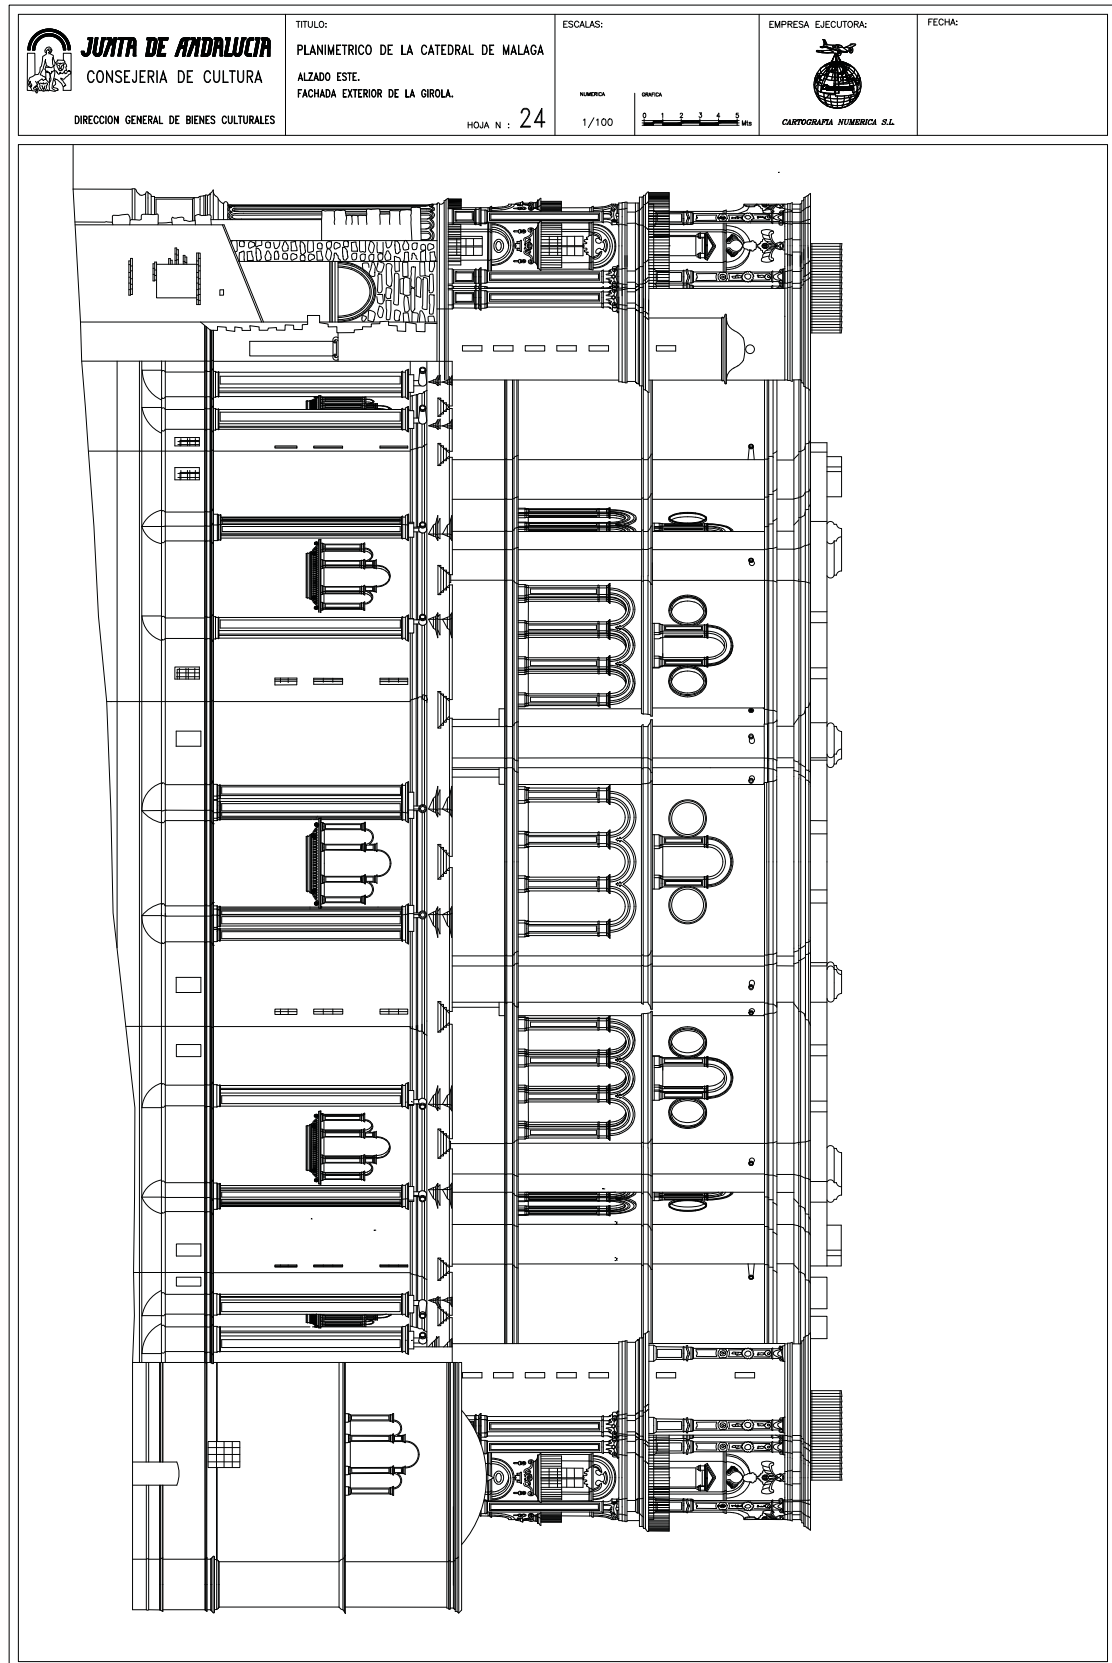 JUNTA DE ANDALUCIA
CONSEJERIA DE CULTURA
DIRECCION GENERAL DE BIENES CULTURALES
TITULO:
PLANIMETRICO DE LA CATEDRAL DE MALAGA
ALZADO ESTE.
FACHADA EXTERIOR DE LA GIROLA.
HOJA N : 24
ESCALAS:
NUMERICA
1/100
GRAFICA
0 1 2 3 4 5
Mts
EMPRESA EJECUTORA:
CARTOGRAFIA NUMERICA S.L.
FECHA: